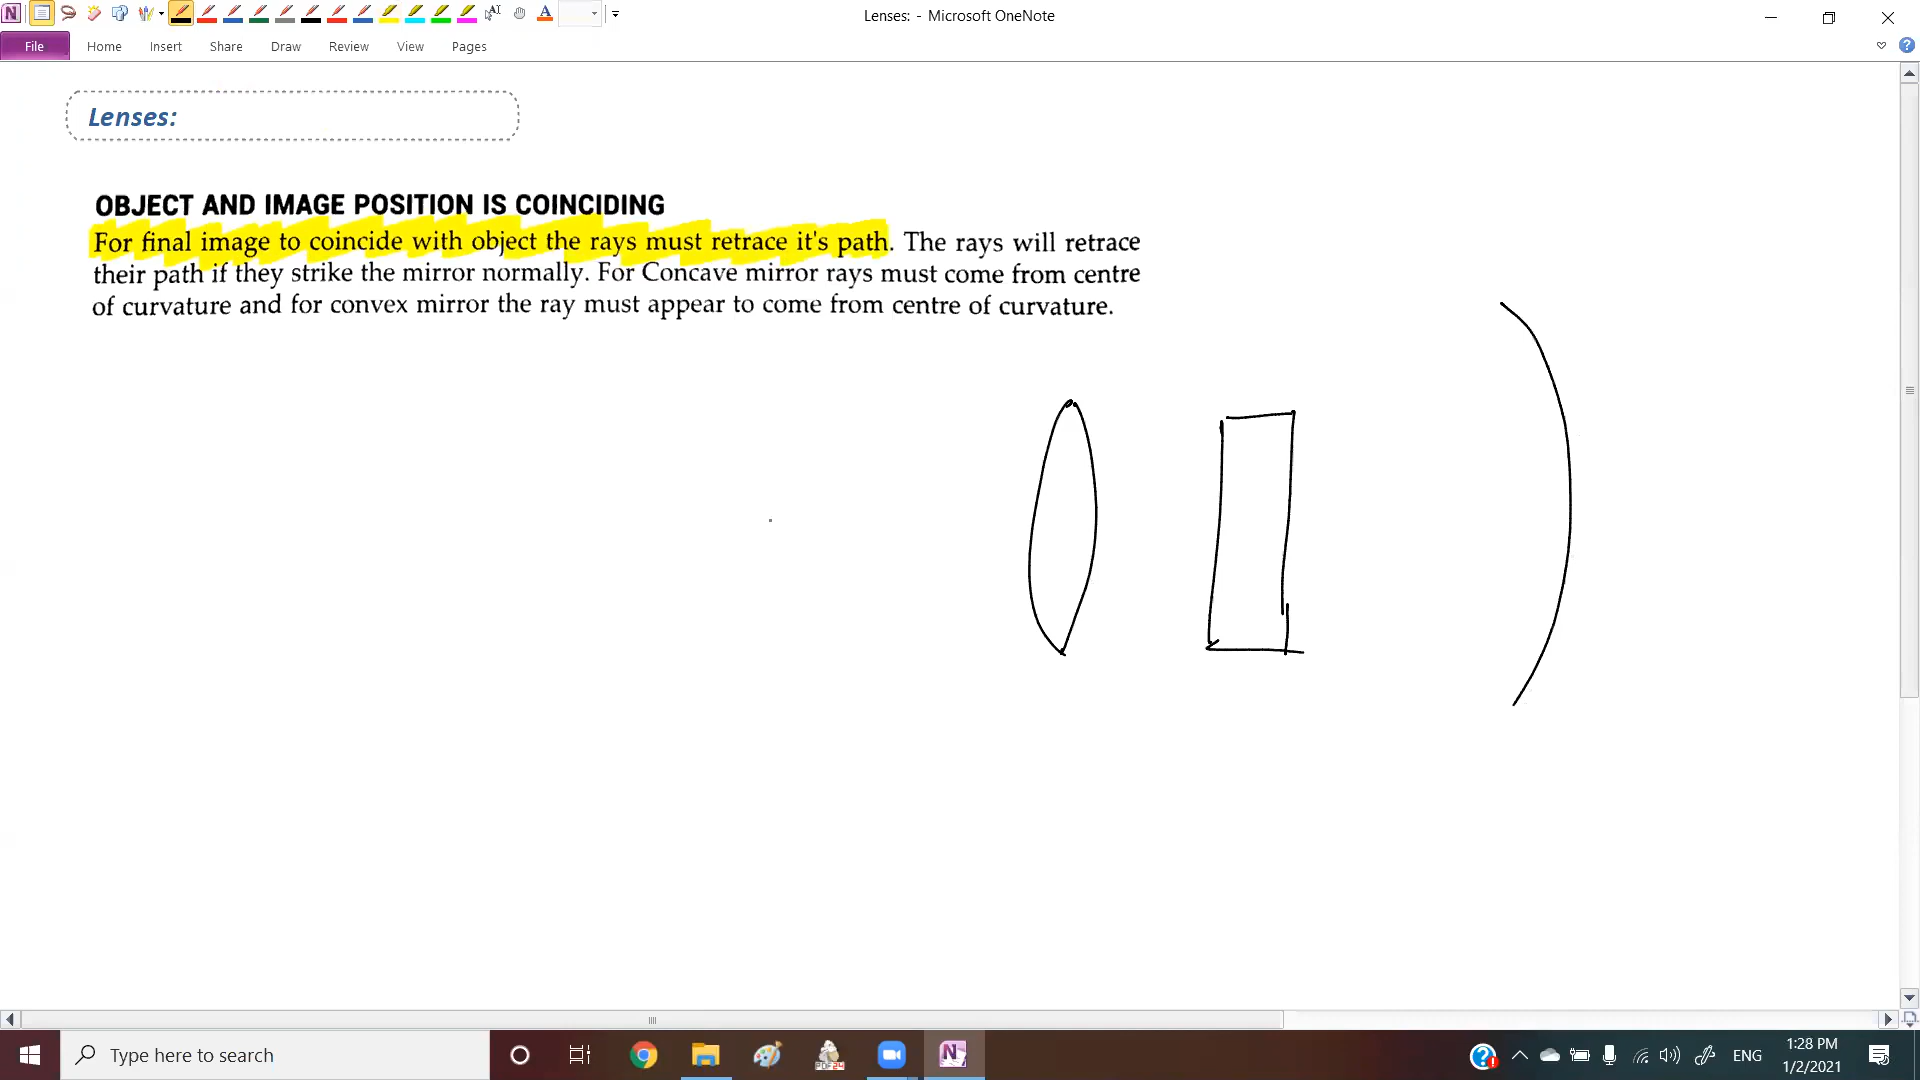 Lenses: - Microsoft OneNote
File Home Insert Share Draw Review View Pages
Lenses:
OBJECT AND IMAGE POSITION IS COINCIDING
For final image to coincide with object the rays must retrace it's path. The rays will retrace
their path if they strike the mirror normally. For Concave mirror rays must come from centre
of curvature and for convex mirror the ray must appear to come from centre of curvature.
Type here to search
PDF24
ENG
1:28 PM
1/2/2021